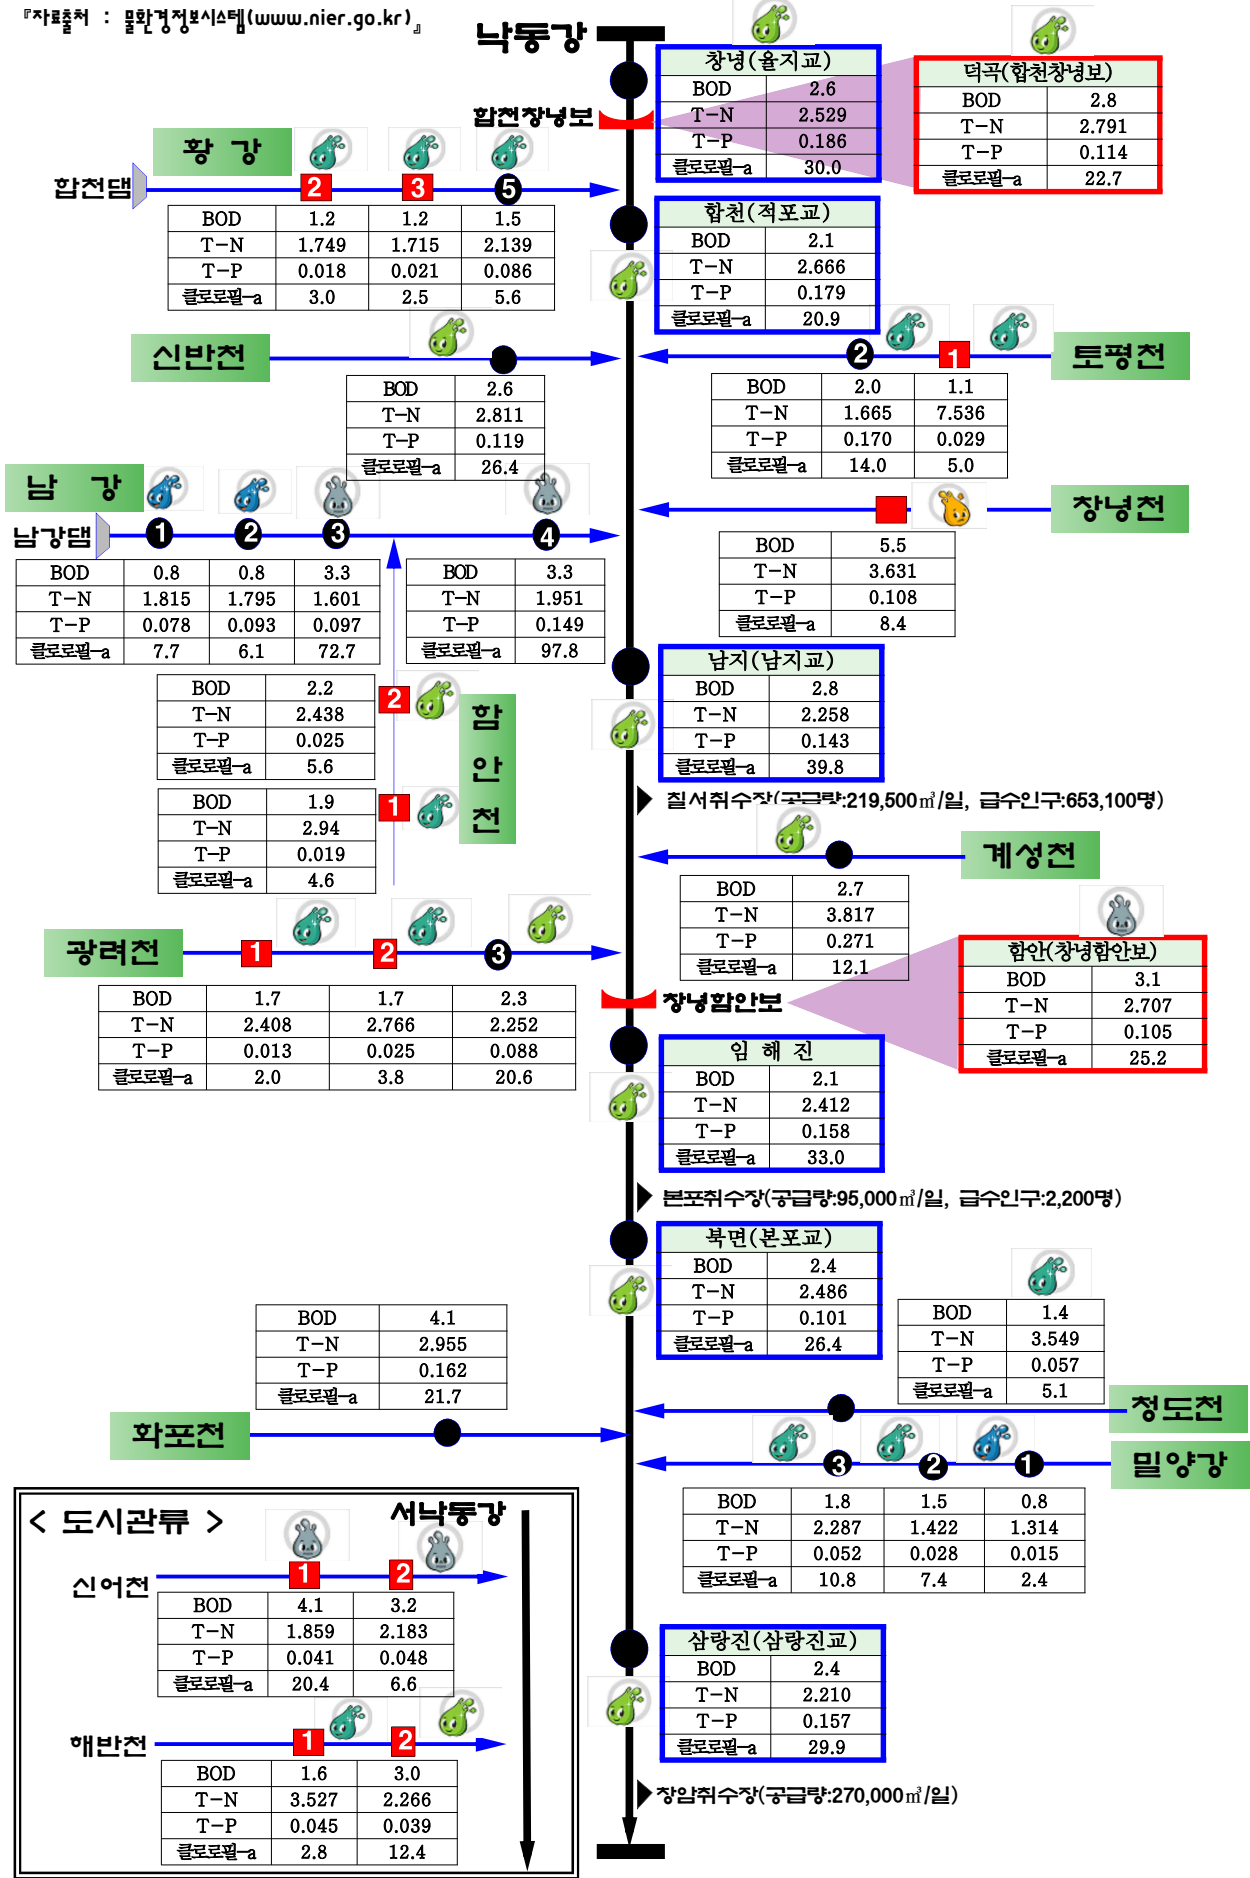 『자료출처 : 물환경정보시스템(www.nier.go.kr)』
낙동강
창녕(율지교)
BOD 2.6
T-N 2.529
T-P 0.186
클로로필-a 30.0
덕곡(합천창녕보)
BOD 2.8
T-N 2.791
T-P 0.114
클로로필-a 22.7
합천창녕보
황 강
합천댐
2 3 5
BOD 1.2 1.2 1.5
T-N 1.749 1.715 2.139
T-P 0.018 0.021 0.086
클로로필-a 3.0 2.5 5.6
합천(적포교)
BOD 2.1
T-N 2.666
T-P 0.179
클로로필-a 20.9
신반천
BOD 2.6
T-N 2.811
T-P 0.119
클로로필-a 26.4
토평천
2 1
BOD 2.0 1.1
T-N 1.665 7.536
T-P 0.170 0.029
클로로필-a 14.0 5.0
남 강
남강댐
1 2 3 4
BOD 0.8 0.8 3.3
T-N 1.815 1.795 1.601
T-P 0.078 0.093 0.097
클로로필-a 7.7 6.1 72.7
BOD 3.3
T-N 1.951
T-P 0.149
클로로필-a 97.8
창녕천
BOD 5.5
T-N 3.631
T-P 0.108
클로로필-a 8.4
함안천
2
BOD 2.2
T-N 2.438
T-P 0.025
클로로필-a 5.6
1
BOD 1.9
T-N 2.94
T-P 0.019
클로로필-a 4.6
남지(남지교)
BOD 2.8
T-N 2.258
T-P 0.143
클로로필-a 39.8
칠서취수장(공급량:219,500㎥/일, 급수인구:653,100명)
계성천
BOD 2.7
T-N 3.817
T-P 0.271
클로로필-a 12.1
광려천
1 2 3
BOD 1.7 1.7 2.3
T-N 2.408 2.766 2.252
T-P 0.013 0.025 0.088
클로로필-a 2.0 3.8 20.6
창녕함안보
함안(창녕함안보)
BOD 3.1
T-N 2.707
T-P 0.105
클로로필-a 25.2
임 해 진
BOD 2.1
T-N 2.412
T-P 0.158
클로로필-a 33.0
본포취수장(공급량:95,000㎥/일, 급수인구:2,200명)
북면(본포교)
BOD 2.4
T-N 2.486
T-P 0.101
클로로필-a 26.4
BOD 1.4
T-N 3.549
T-P 0.057
클로로필-a 5.1
청도천
BOD 4.1
T-N 2.955
T-P 0.162
클로로필-a 21.7
화포천
밀양강
3 2 1
BOD 1.8 1.5 0.8
T-N 2.287 1.422 1.314
T-P 0.052 0.028 0.015
클로로필-a 10.8 7.4 2.4
< 도시관류 >
서낙동강
신어천
1 2
BOD 4.1 3.2
T-N 1.859 2.183
T-P 0.041 0.048
클로로필-a 20.4 6.6
해반천
1 2
BOD 1.6 3.0
T-N 3.527 2.266
T-P 0.045 0.039
클로로필-a 2.8 12.4
삼랑진(삼랑진교)
BOD 2.4
T-N 2.210
T-P 0.157
클로로필-a 29.9
창암취수장(공급량:270,000㎥/일)